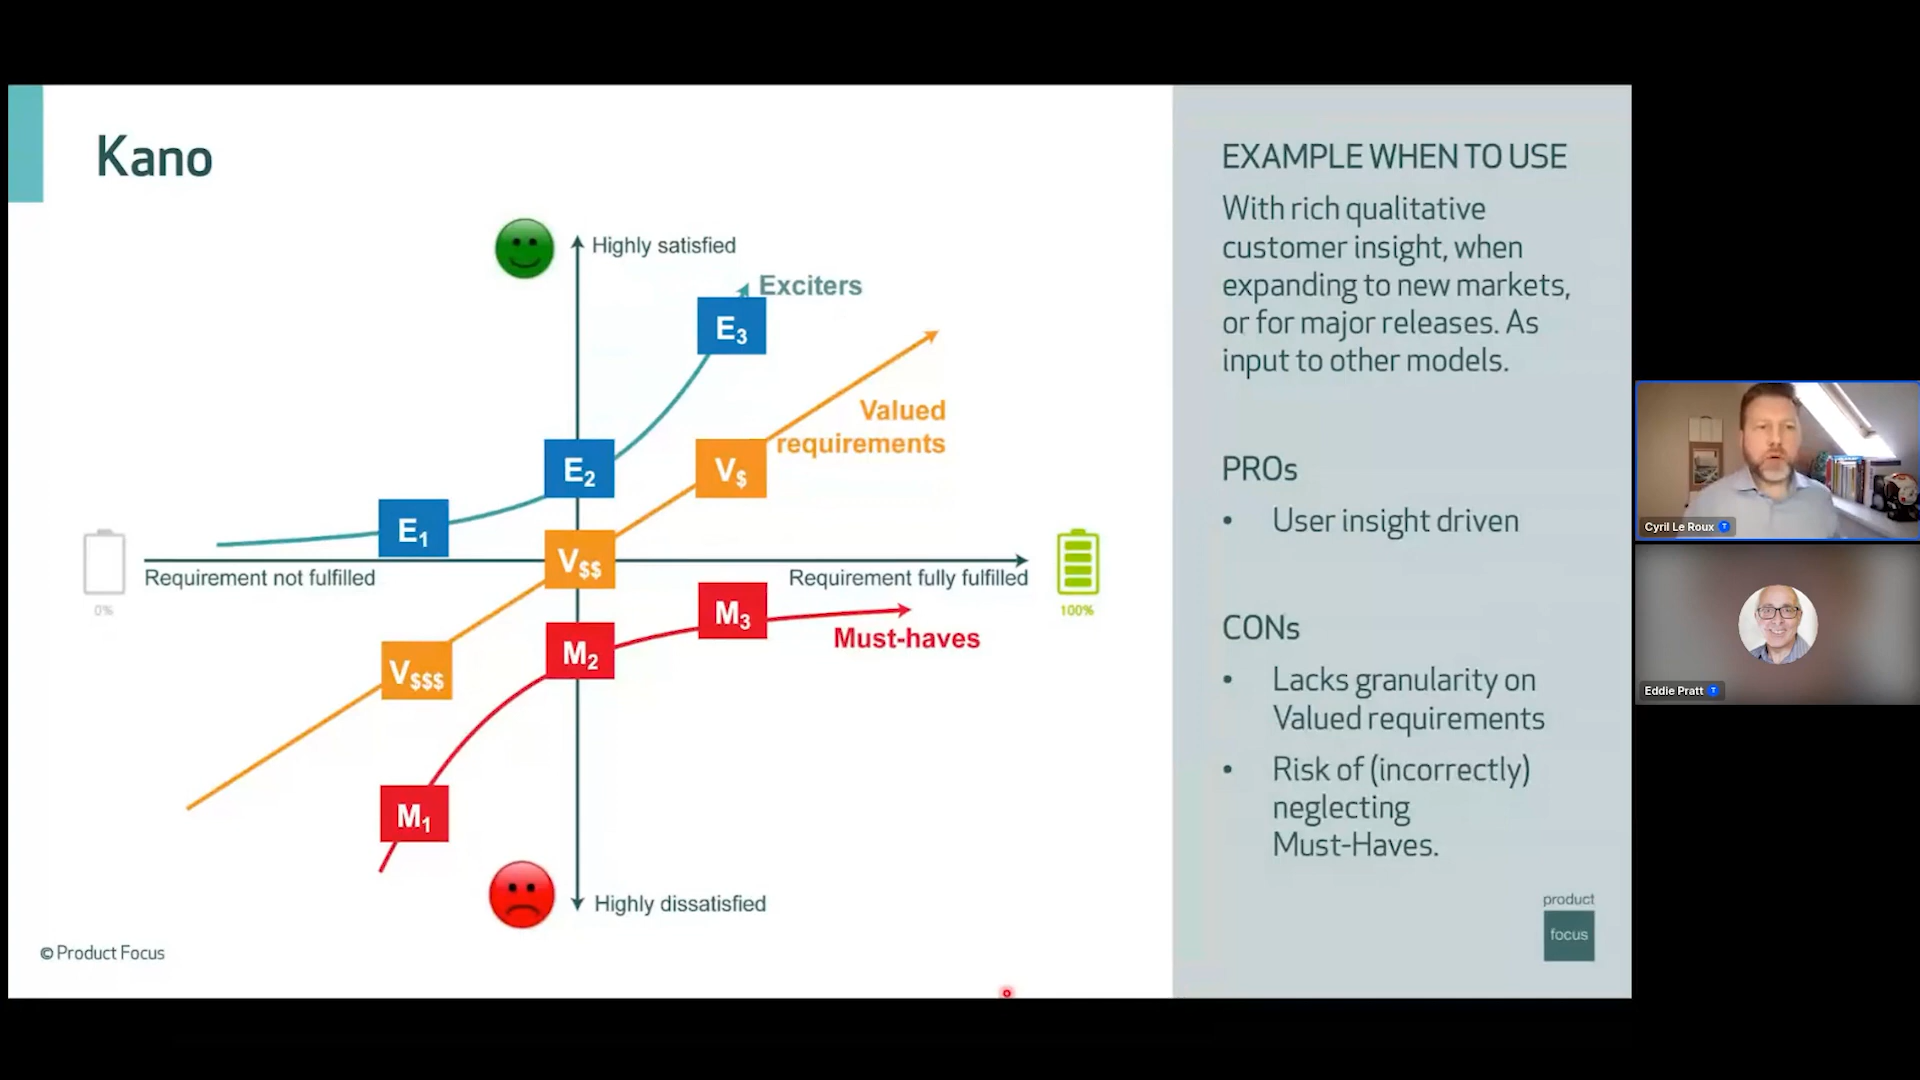 Kano
Highly satisfied
Exciters
E3
Valued
requirements
E2
V$
E1
V$$
Requirement not fulfilled
Requirement fully fulfilled
0%
100%
M3
Must-haves
M2
V$$$
M1
Highly dissatisfied
© Product Focus
EXAMPLE WHEN TO USE
With rich qualitative
customer insight, when
expanding to new markets,
or for major releases. As
input to other models.
PROs
• User insight driven
CONs
• Lacks granularity on
Valued requirements
• Risk of (incorrectly)
neglecting
Must-Haves.
product
focus
Cyril Le Roux T
Eddie Pratt T